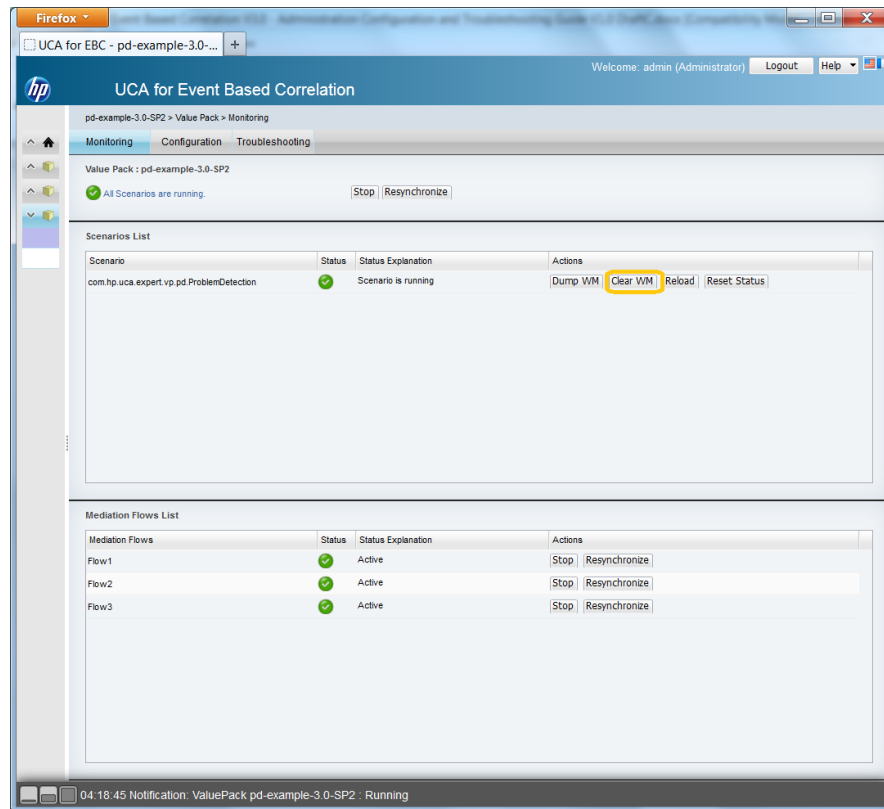 Firefox
UCA for EBC - pd-example-3.0-...
+
Welcome: admin (Administrator) Logout Help
hp UCA for Event Based Correlation
pd-example-3.0-SP2 > Value Pack > Monitoring
Monitoring Configuration Troubleshooting
Value Pack : pd-example-3.0-SP2
All Scenarios are running. Stop Resynchronize
Scenarios List
Scenario Status Status Explanation Actions
com.hp.uca.expert.vp.pd.ProblemDetection Scenario is running Dump WM Clear WM Reload Reset Status
Mediation Flows List
Mediation Flows Status Status Explanation Actions
Flow1 Active Stop Resynchronize
Flow2 Active Stop Resynchronize
Flow3 Active Stop Resynchronize
04:18:45 Notification: ValuePack pd-example-3.0-SP2 : Running